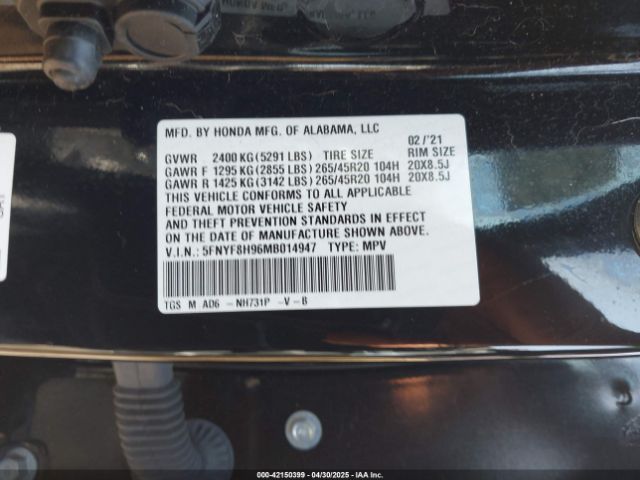 MFD. BY HONDA MFG. OF ALABAMA, LLC
02/'21
GVWR 2400 KG(5291 LBS) TIRE SIZE RIM SIZE
GAWR F 1295 KG(2855 LBS) 265/45R20 104H 20X8.5J
GAWR R 1425 KG(3142 LBS) 265/45R20 104H 20X8.5J
THIS VEHICLE CONFORMS TO ALL APPLICABLE
FEDERAL MOTOR VEHICLE SAFETY
AND THEFT PREVENTION STANDARDS IN EFFECT
ON THE DATE OF MANUFACTURE SHOWN ABOVE.
V.I.N.: 5FNYF8H96MB014947 TYPE: MPV
TGS M AD6 - NH731P -V-B
000-42150399 - 04/30/2025 - IAA Inc.